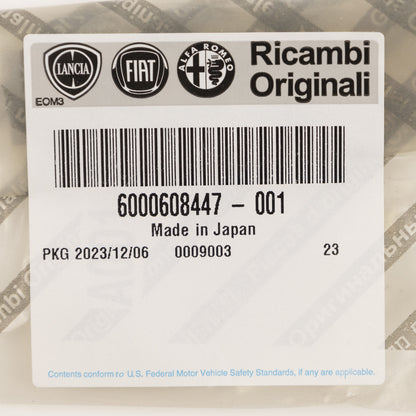 LANCIA
FIAT
ALFA ROMEO
Ricambi
Originali
EOM3
6000608447 - 001
Made in Japan
PKG 2023/12/06 0009003 23
Contents conform to U.S. Federal Motor Vehicle Safety Standards, if any are applicable.